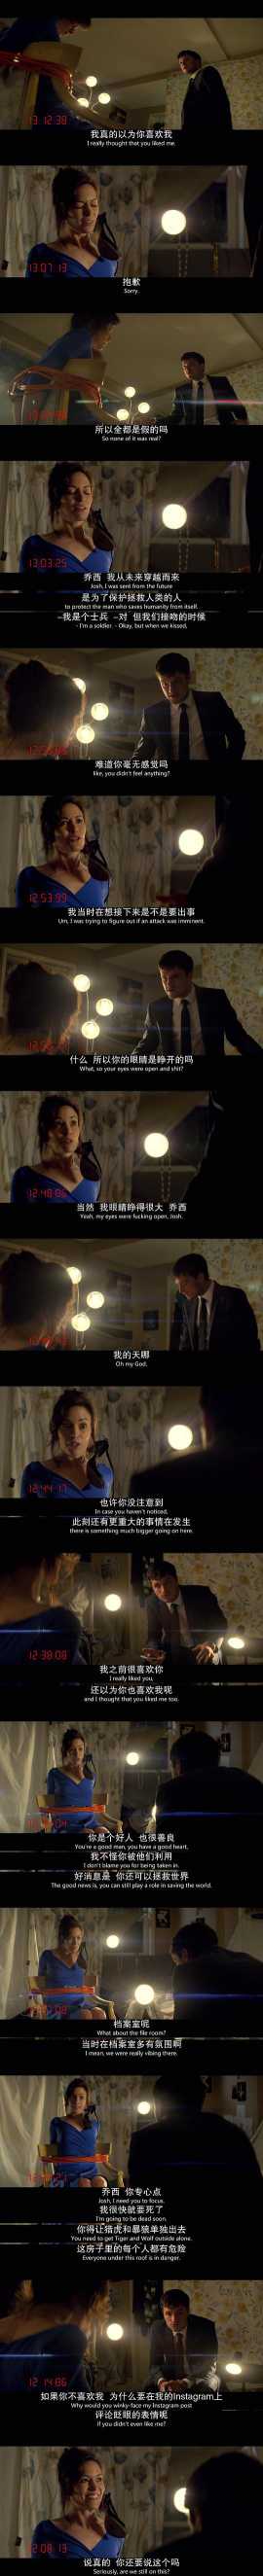 13:12:38
我真的以为你喜欢我
I really thought that you liked me.
13:07:13
抱歉
Sorry.
所以全都是假的吗
So none of it was real?
13:03:25
乔西 我从未来穿越而来
Josh, I was sent from the future
是为了保护拯救人类的人
to protect the man who saves humanity from itself.
-我是个士兵 -对 但我们接吻的时候
- I'm a soldier. - Okay, but when we kissed,
难道你毫无感觉吗
like, you didn't feel anything?
12:53:99
我当时在想接下来是不是要出事
Um, I was trying to figure out if an attack was imminent.
什么 所以你的眼睛是睁开的吗
What, so your eyes were open and shit?
当然 我眼睛睁得很大 乔西
Yeah, my eyes were fucking open, Josh.
我的天哪
Oh my God.
12:44:17
也许你没注意到
In case you haven't noticed,
此刻还有更重大的事情在发生
there is something much bigger going on here.
12:38:08
我之前很喜欢你
I really liked you,
还以为你也喜欢我呢
and I thought that you liked me too.
你是个好人 也很善良
You're a good man, you have a good heart.
我不怪你被他们利用
I don't blame you for being taken in.
好消息是 你还可以拯救世界
The good news is, you can still play a role in saving the world.
档案室呢
What about the file room?
当时在档案室多有氛围啊
I mean, we were really vibing there.
乔西 你专心点
Josh, I need you to focus.
我很快就要死了
I'm going to be dead soon.
你得让猎虎和暴狼单独出去
You need to get Tiger and Wolf outside alone.
这房子里的每个人都有危险
Everyone under this roof is in danger.
12:14:86
如果你不喜欢我 为什么要在我的Instagram上
Why would you winky-face my Instagram post
评论眨眼的表情呢
if you didn't even like me?
12:08:13
说真的 你还要说这个吗
Seriously, are we still on this?